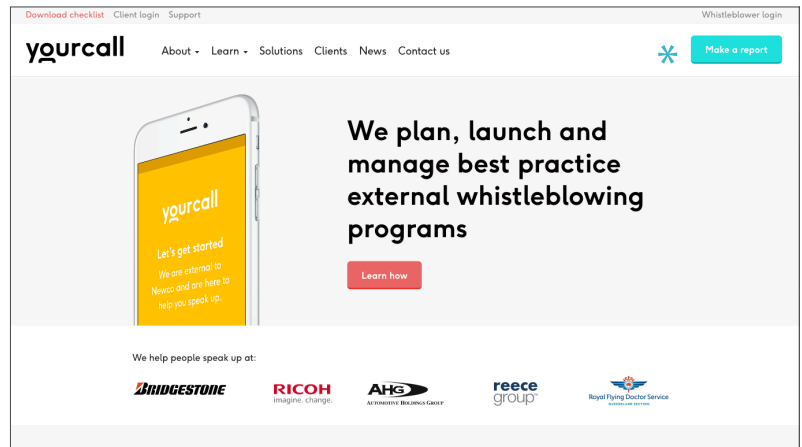 Download checklist Client login Support Whistleblower login
yourcall About Learn Solutions Clients News Contact us Make a report
We plan, launch and
manage best practice
external whistleblowing
programs
Learn how
yourcall
Let's get started
We are external to
Newco and are here to
help you speak up.
We help people speak up at:
BRIDGESTONE
RICOH
imagine. change.
AHG
AUTOMOTIVE HOLDINGS GROUP
reece
group
Royal Flying Doctor Service
QUEENSLAND SECTION